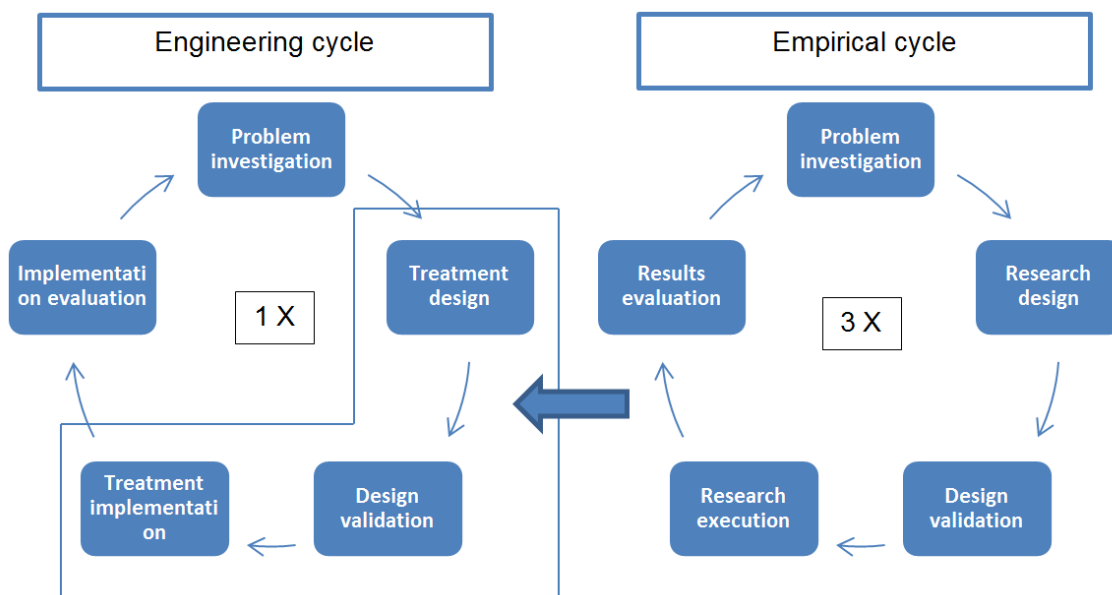 Engineering cycle
Problem
investigation
Treatment
design
Design
validation
Treatment
implementati
on
Implementati
on evaluation
1 X
Empirical cycle
Problem
investigation
Research
design
Design
validation
Research
execution
Results
evaluation
3 X